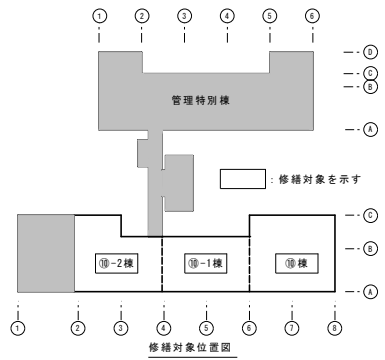 ① ② ③ ④ ⑤ ⑥
D
C
B
管理特別棟
A
：修繕対象を示す
C
⑩-2棟 ⑩-1棟 ⑩棟
B
A
① ② ③ ④ ⑤ ⑥ ⑦ ⑧
修繕対象位置図